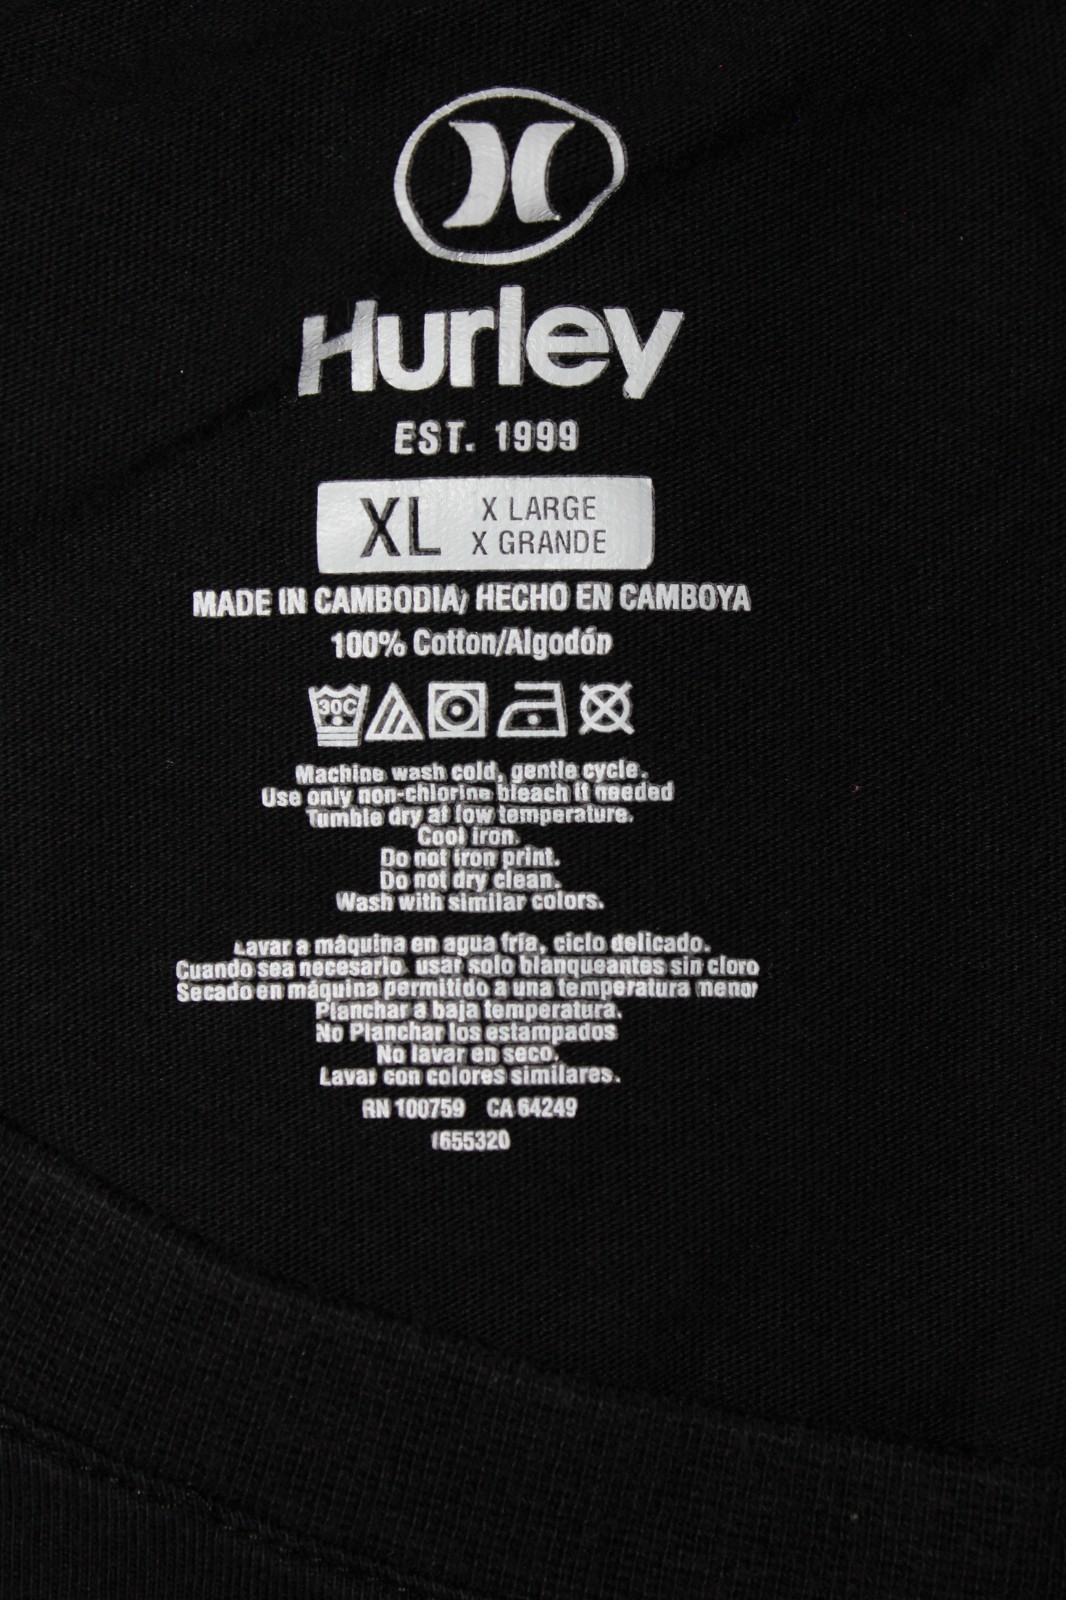 Hurley
EST. 1999
XL
X LARGE
X GRANDE
MADE IN CAMBODIA/ HECHO EN CAMBOYA
100% Cotton/Algodón
30C
Machine wash cold, gentle cycle.
Use only non-chlorine bleach if needed
Tumble dry at low temperature.
Cool iron.
Do not iron print.
Do not dry clean.
Wash with similar colors.
Lavar a máquina en agua fría, ciclo delicado.
Cuando sea necesario, usar solo blanqueantes sin cloro
Secado en máquina permitido a una temperatura menor
Planchar a baja temperatura.
No Planchar los estampados
No lavar en seco.
Lavar con colores similares.
RN 100759 CA 64249
1655320